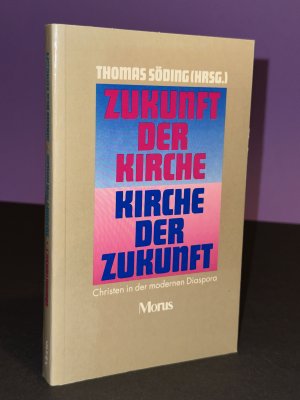 THOMAS SÖDING (HRSG.)
ZUKUNFT
DER
KIRCHE
KIRCHE
DER
ZUKUNFT
Christen in der modernen Diaspora
Morus